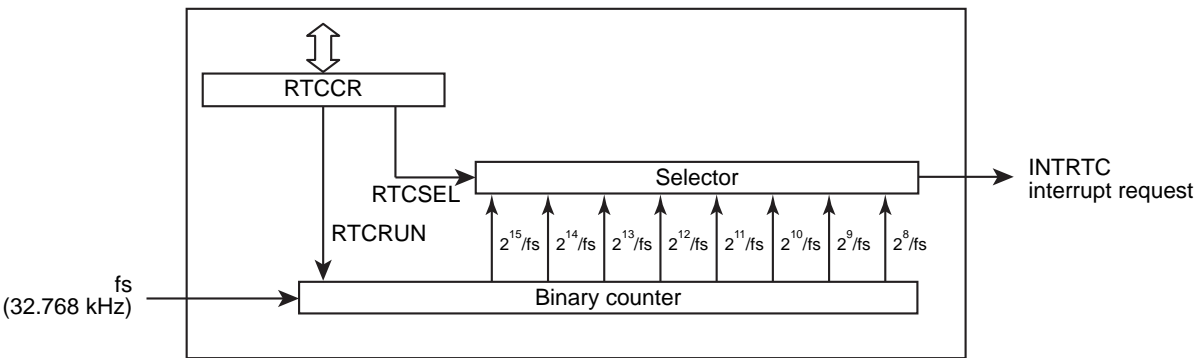 RTCCR
RTCSEL
Selector
INTRTC
interrupt request
RTCRUN
2^15/fs 2^14/fs 2^13/fs 2^12/fs 2^11/fs 2^10/fs 2^9/fs 2^8/fs
fs
(32.768 kHz)
Binary counter